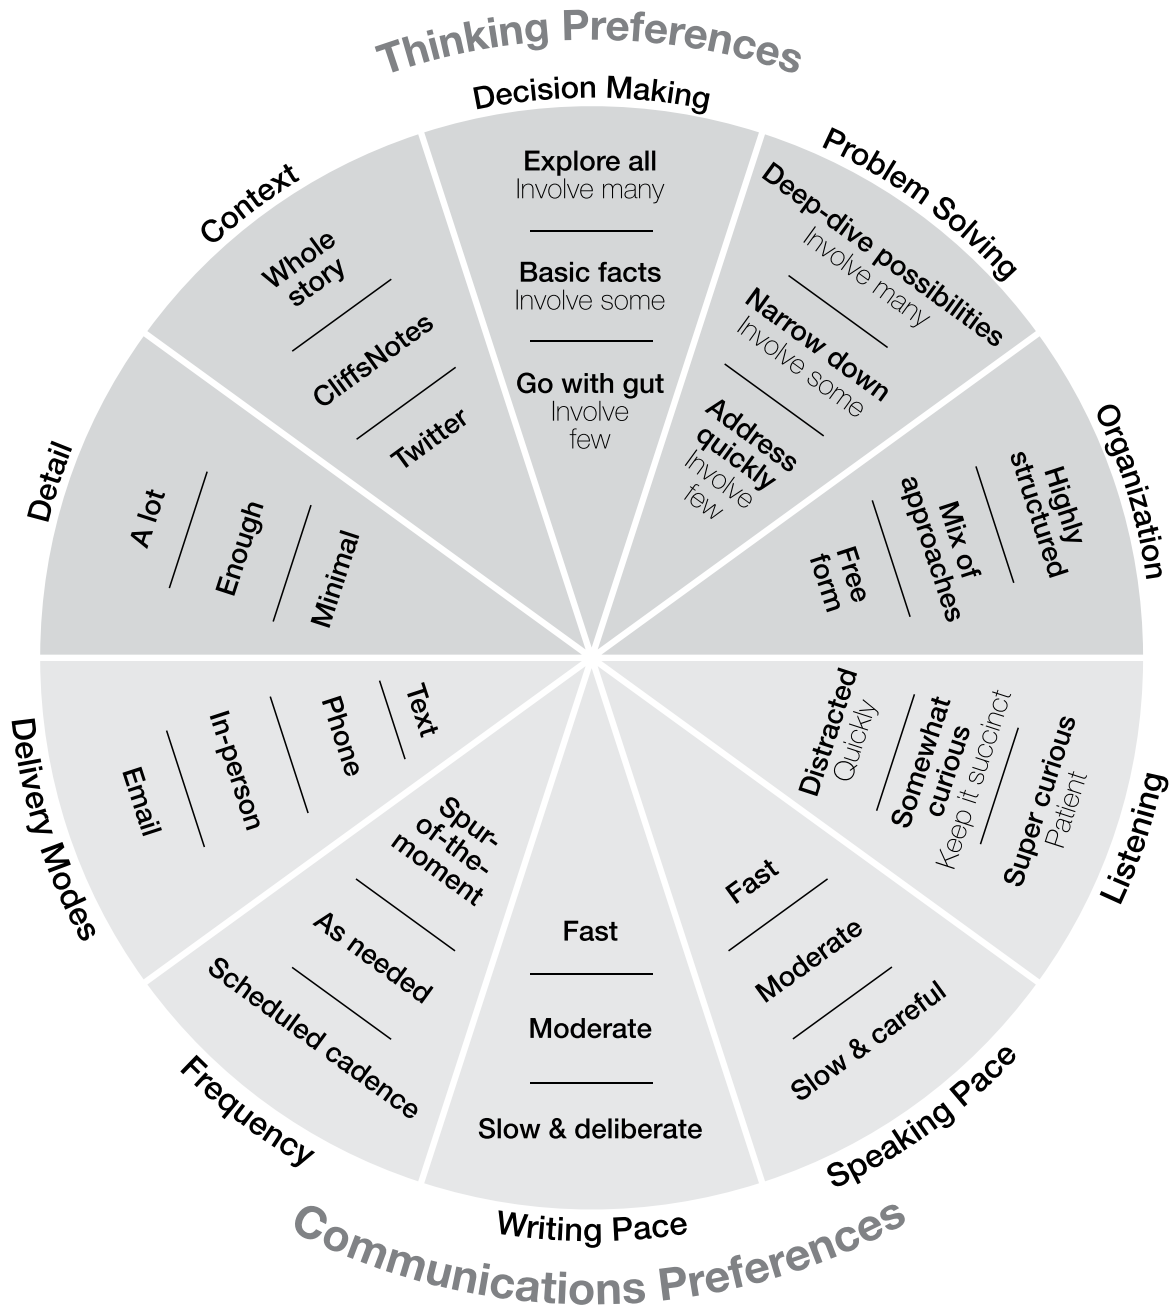 Thinking Preferences
Decision Making
Explore all
Involve many
Basic facts
Involve some
Go with gut
Involve
few
Problem Solving
Deep-dive possibilities
Involve many
Narrow down
Involve some
Address
quickly
Involve
few
Organization
Highly
structured
Mix of
approaches
Free
form
Listening
Distracted
Quickly
Somewhat
curious
Keep it succinct
Super curious
Patient
Speaking Pace
Fast
Moderate
Slow & careful
Writing Pace
Fast
Moderate
Slow & deliberate
Frequency
Spur-
of-the-
moment
As needed
Scheduled cadence
Delivery Modes
Email
In-person
Phone
Text
Detail
A lot
Enough
Minimal
Context
Whole
story
CliffsNotes
Twitter
Communications Preferences